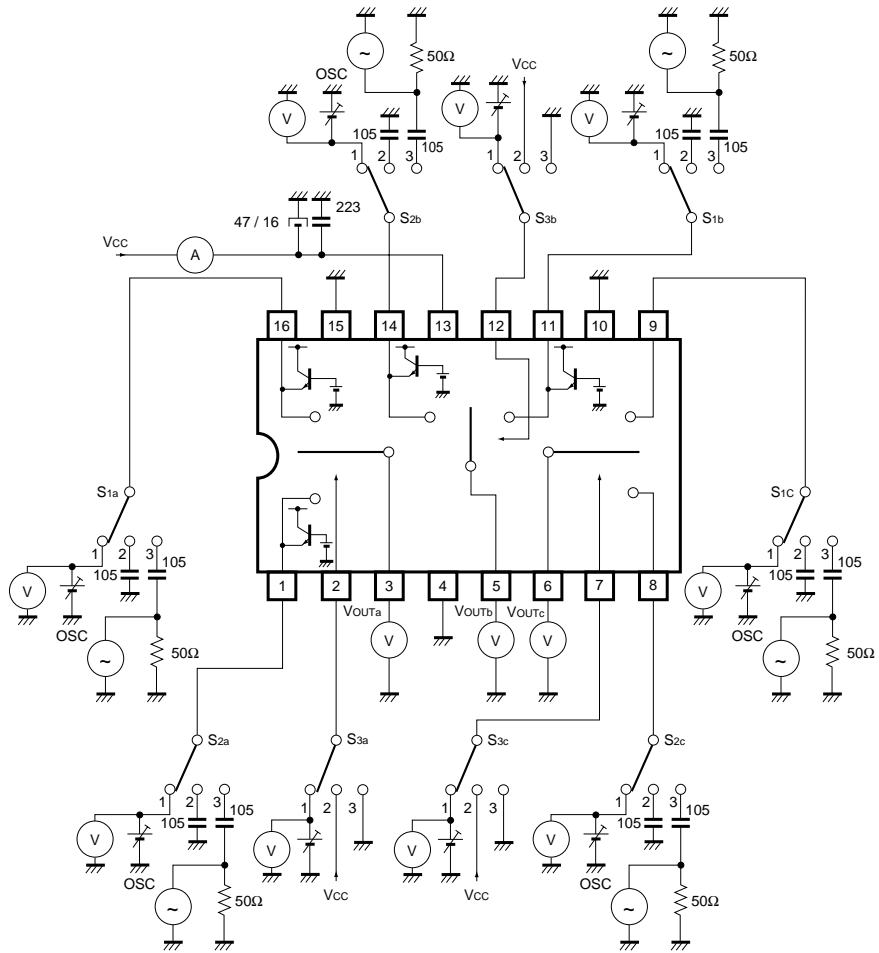 ~ 50Ω ~ 50Ω
OSC VCC
V V V
105 105 105 105
1 2 3 1 2 3 1 2 3
47 / 16 223 S2b S3b S1b
VCC A
16 15 14 13 12 11 10 9
S1a S1C
1 2 3 105 1 2 3 105
V 105 V 105
OSC OSC
1 2 3 4 5 6 7 8
VOUTa VOUTb VOUTc
V V V
~ 50Ω ~ 50Ω
S2a S3a S3c S2c
1 2 3 1 2 3 1 2 3 1 2 3
105 105 105 105
V V V V
OSC VCC VCC OSC
~ 50Ω ~ 50Ω